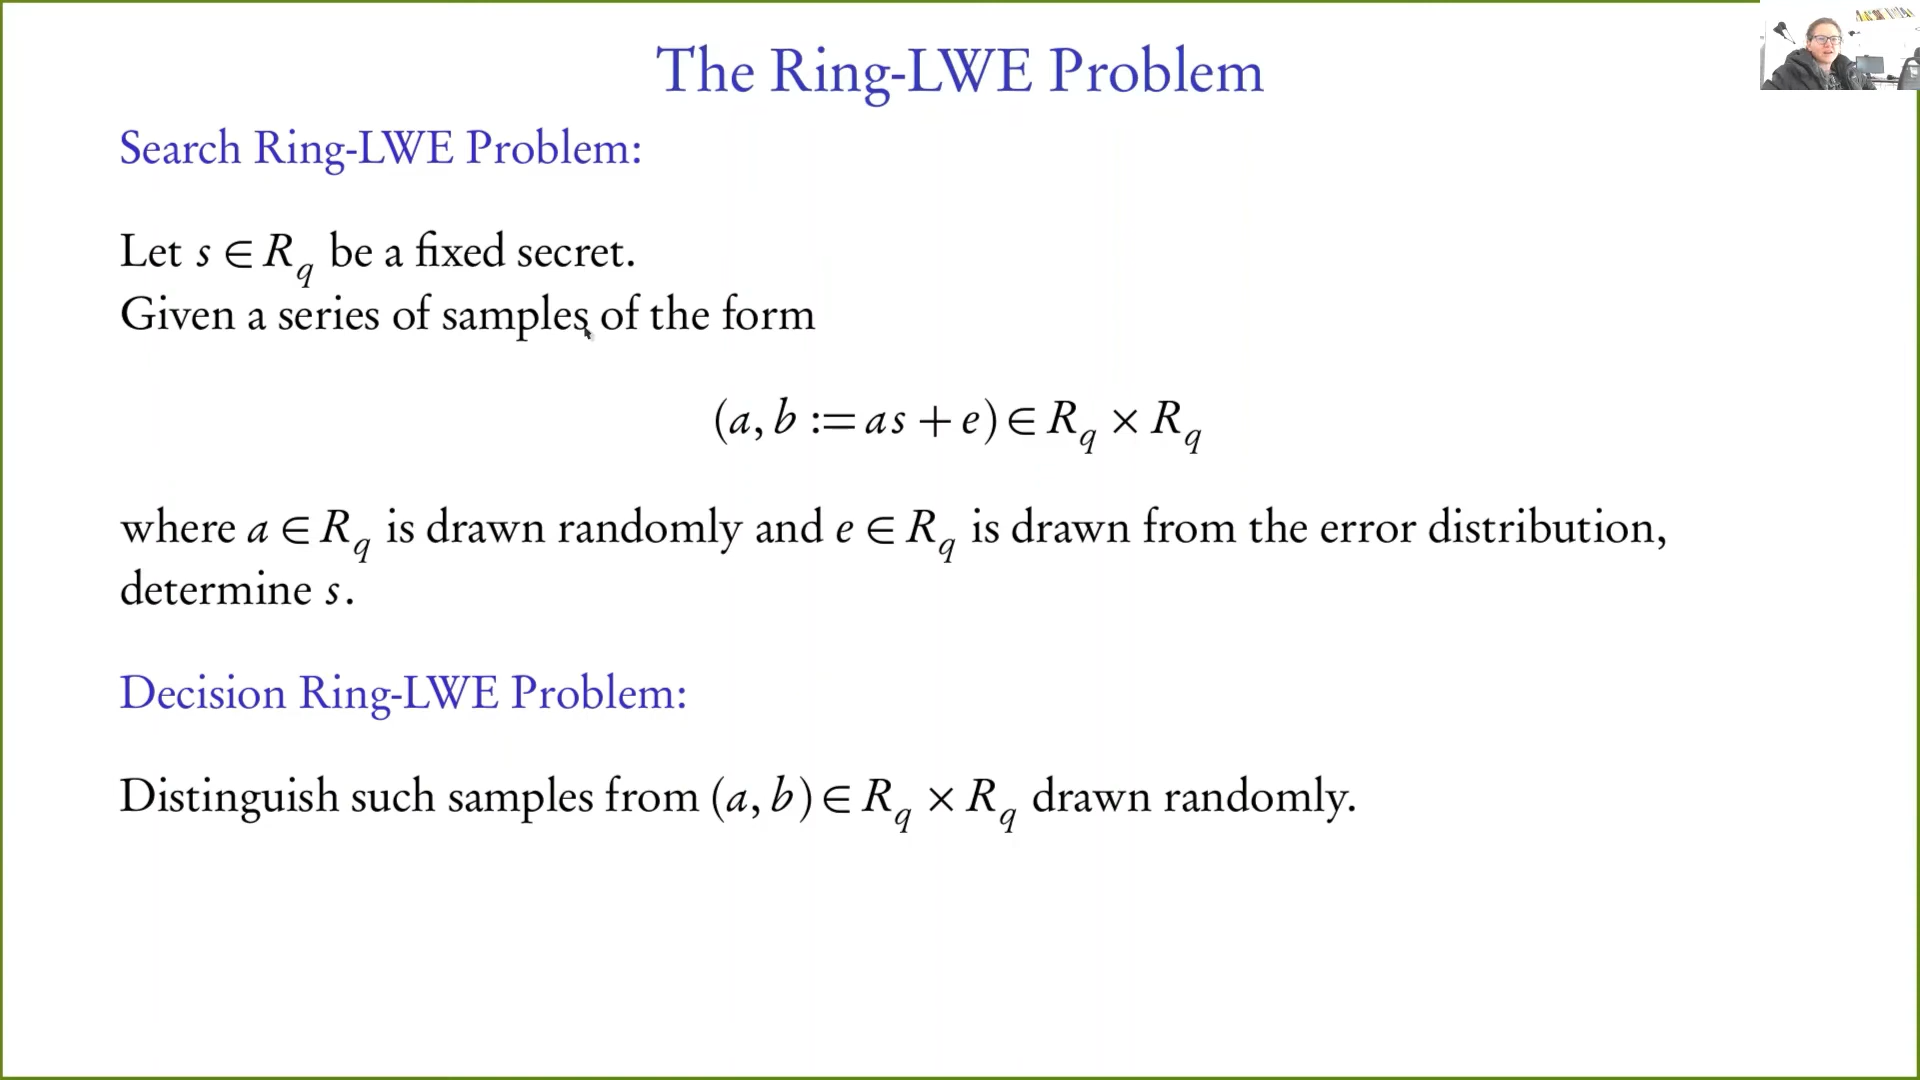 The Ring-LWE Problem
Search Ring-LWE Problem:
Let s ∈ R_q be a fixed secret.
Given a series of samples of the form
(a, b := as + e) ∈ R_q × R_q
where a ∈ R_q is drawn randomly and e ∈ R_q is drawn from the error distribution,
determine s.
Decision Ring-LWE Problem:
Distinguish such samples from (a, b) ∈ R_q × R_q drawn randomly.